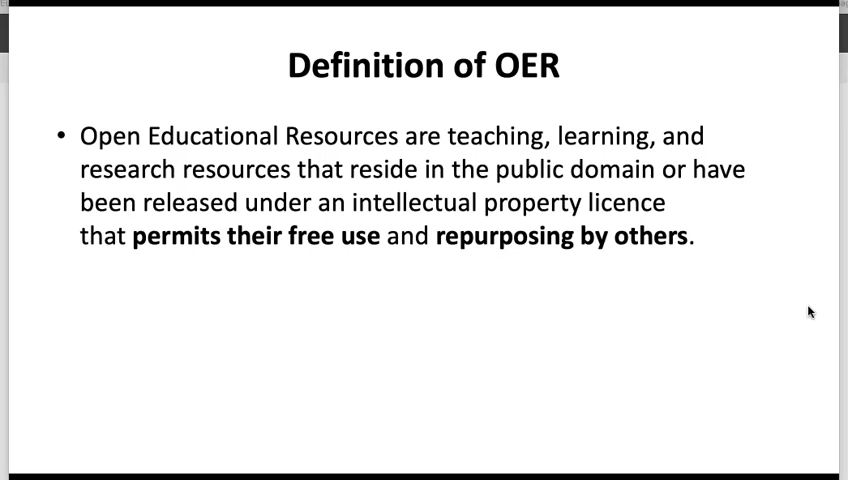 Definition of OER
• Open Educational Resources are teaching, learning, and
research resources that reside in the public domain or have
been released under an intellectual property licence
that permits their free use and repurposing by others.